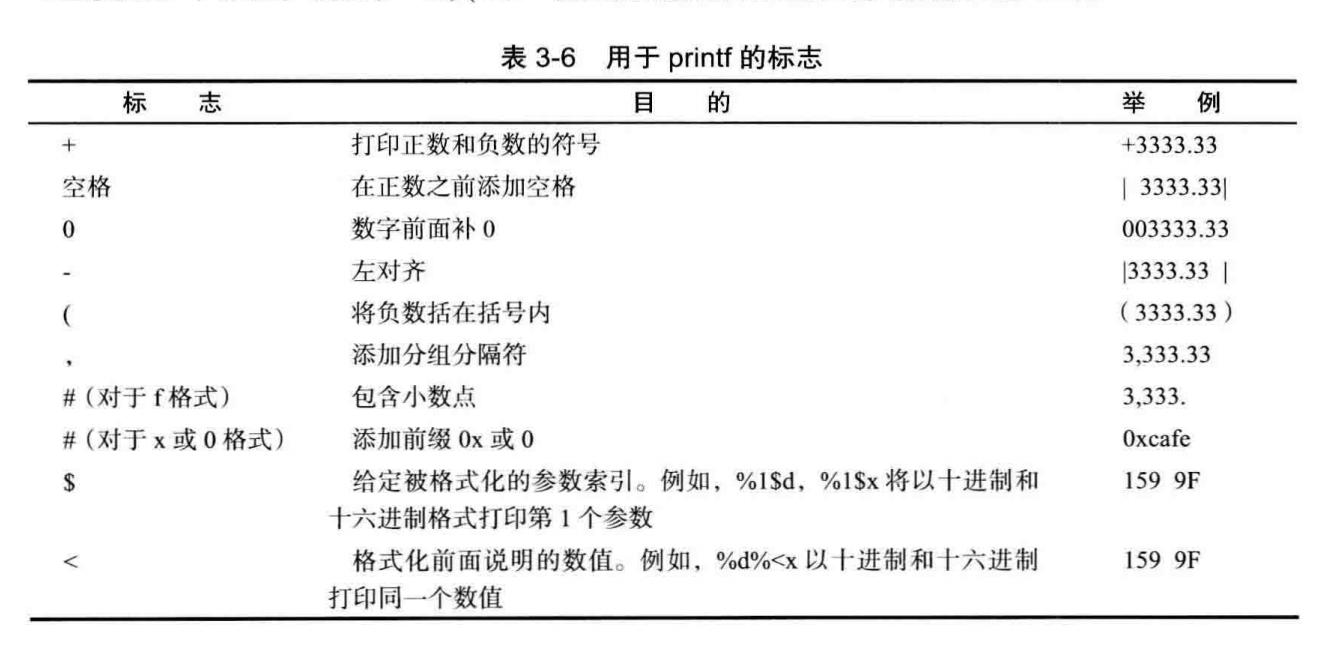 表 3-6 用于 printf 的标志
标 志 目 的 举 例
+ 打印正数和负数的符号 +3333.33
空格 在正数之前添加空格 | 3333.33|
0 数字前面补 0 003333.33
- 左对齐 |3333.33 |
( 将负数括在括号内 （3333.33）
, 添加分组分隔符 3,333.33
#（对于 f 格式） 包含小数点 3,333.
#（对于 x 或 0 格式） 添加前缀 0x 或 0 0xcafe
$ 给定被格式化的参数索引。例如，%1$d，%1$x 将以十进制和 159 9F
十六进制格式打印第 1 个参数
< 格式化前面说明的数值。例如，%d%<x 以十进制和十六进制 159 9F
打印同一个数值